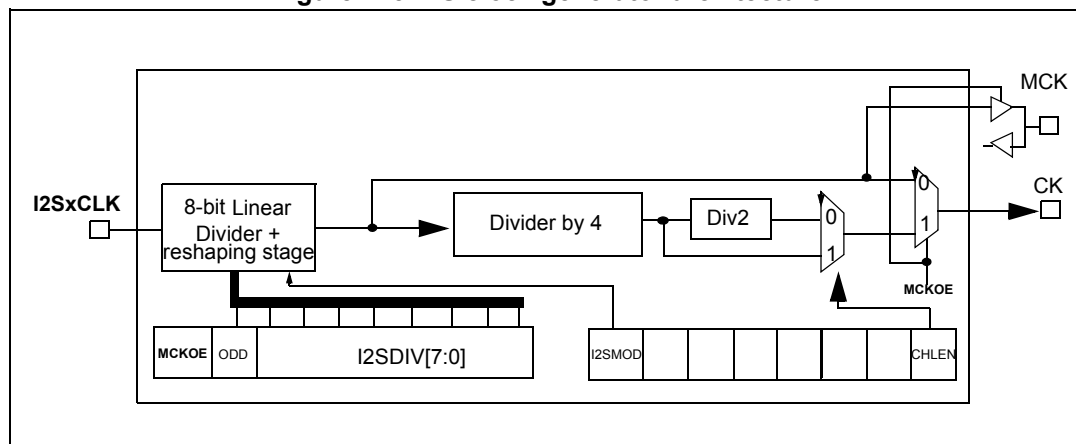 MCK
I2SxCLK
8-bit Linear
Divider +
reshaping stage
Divider by 4
Div2
0
1
0
1
CK
MCKOE
MCKOE
ODD
I2SDIV[7:0]
I2SMOD
CHLEN